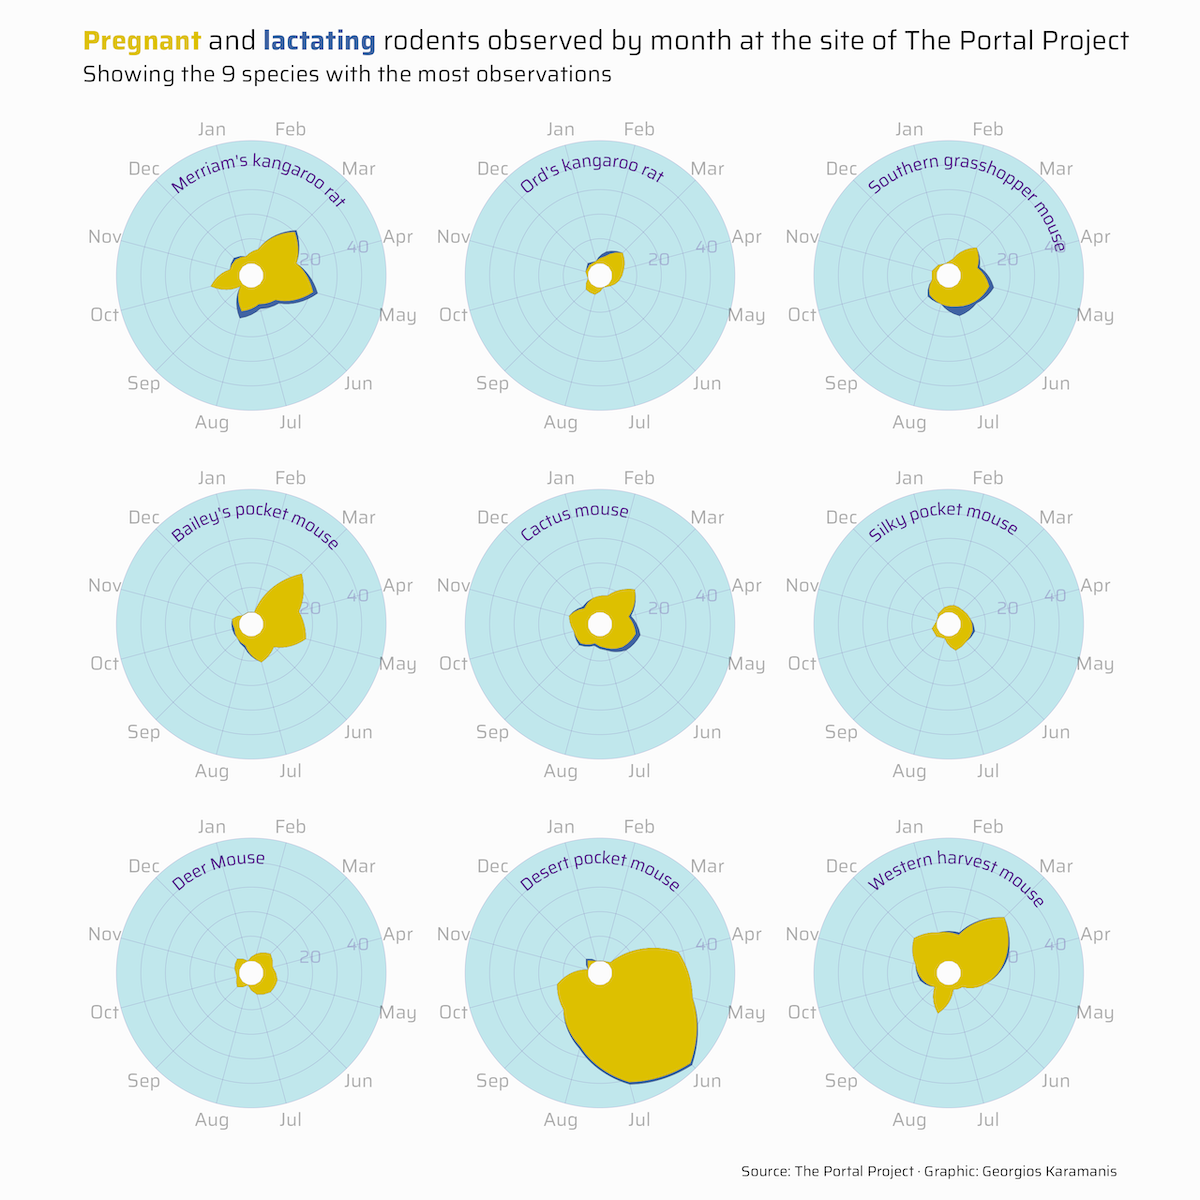 Pregnant and lactating rodents observed by month at the site of The Portal Project
Showing the 9 species with the most observations
Jan Feb Mar Apr May Jun Jul Aug Sep Oct Nov Dec
Merriam's kangaroo rat
20 40
Jan Feb Mar Apr May Jun Jul Aug Sep Oct Nov Dec
Ord's kangaroo rat
20 40
Jan Feb Mar Apr May Jun Jul Aug Sep Oct Nov Dec
Southern grasshopper mouse
20 40
Jan Feb Mar Apr May Jun Jul Aug Sep Oct Nov Dec
Bailey's pocket mouse
20 40
Jan Feb Mar Apr May Jun Jul Aug Sep Oct Nov Dec
Cactus mouse
20 40
Jan Feb Mar Apr May Jun Jul Aug Sep Oct Nov Dec
Silky pocket mouse
20 40
Jan Feb Mar Apr May Jun Jul Aug Sep Oct Nov Dec
Deer Mouse
20 40
Jan Feb Mar Apr May Jun Jul Aug Sep Oct Nov Dec
Desert pocket mouse
40
Jan Feb Mar Apr May Jun Jul Aug Sep Oct Nov Dec
Western harvest mouse
40
Source: The Portal Project · Graphic: Georgios Karamanis